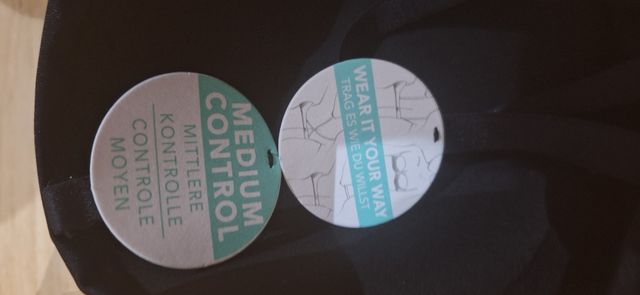 MEDIUM
CONTROL
MITTLERE
KONTROLLE
CONTROLE
MOYEN
WEAR IT YOUR WAY
TRAG ES WIE DU WILLST